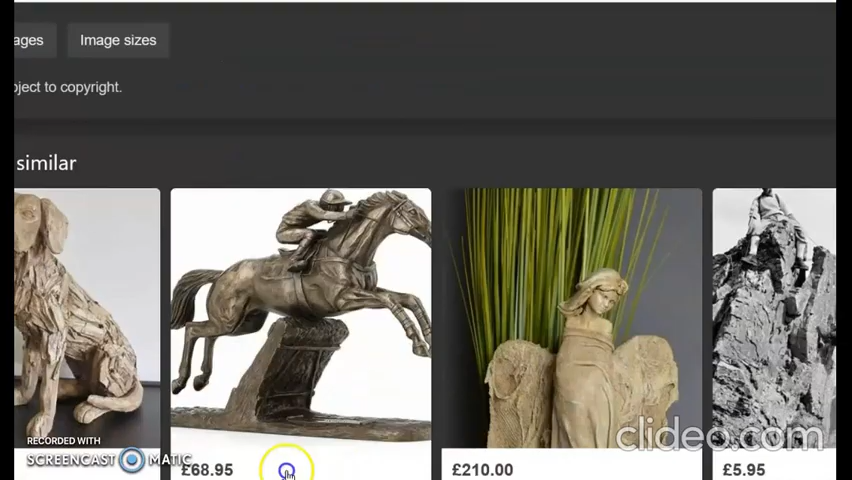 ages
Image sizes
bject to copyright.
similar
RECORDED WITH
SCREENCAST MATIC
clideo.com
£68.95
£210.00
£5.95